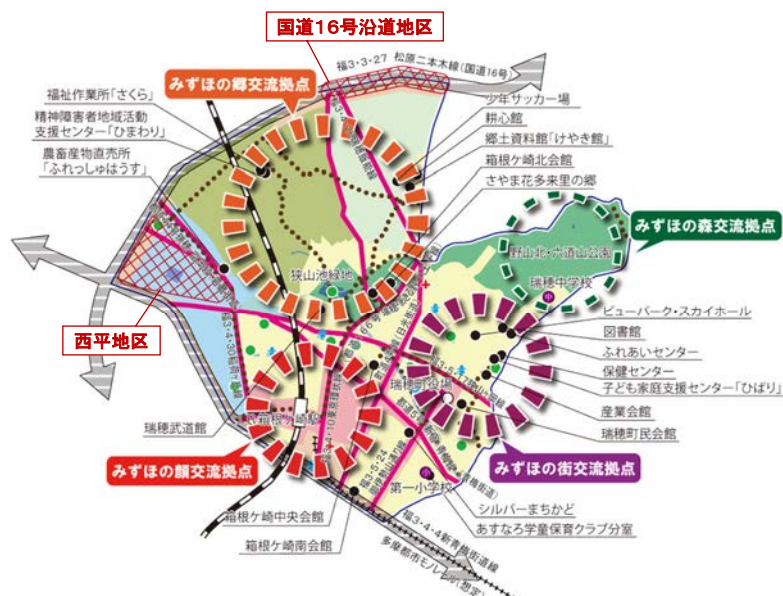 国道16号沿道地区
福3・3・27 松原二本木線(国道16号)
みずほの郷交流拠点
福祉作業所「さくら」
精神障害者地域活動
支援センター「ひまわり」
農畜産物直売所
「ふれっしゅはうす」
少年サッカー場
耕心館
郷土資料館「けやき館」
箱根ケ崎北会館
さやま花多来里の郷
みずほの森交流拠点
野山北・六道山公園
瑞穂中学校
中
狭山池緑地
西平地区
ビューパーク・スカイホール
図書館
ふれあいセンター
保健センター
子ども家庭支援センター「ひばり」
産業会館
瑞穂町民会館
瑞穂町役場
瑞穂武道館
箱根ケ崎駅
みずほの顔交流拠点
みずほの街交流拠点
第一小学校
小
シルバーまちかど
あすなろ学童保育クラブ分室
箱根ケ崎中央会館
箱根ケ崎南会館
福3・5・24
福3・4・4新青梅街道線
多摩都市モノレール(想定)